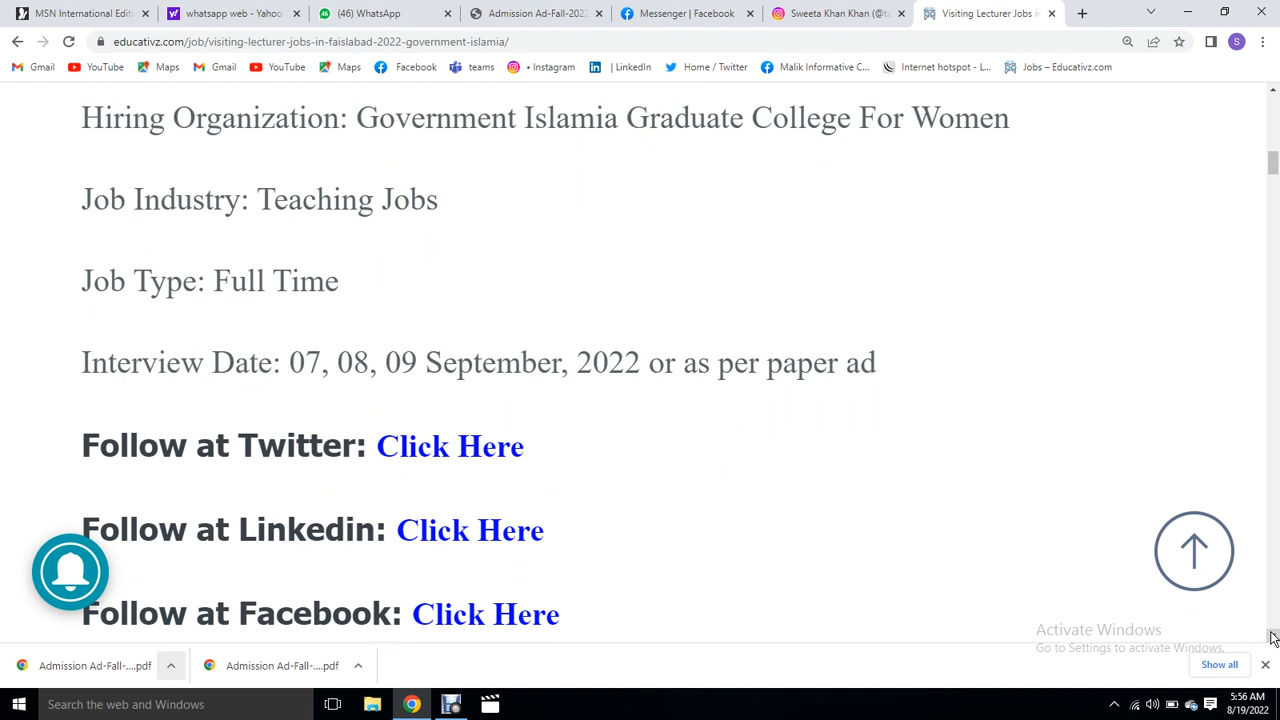 MSN International Editi
whatsapp web - Yahoo
(46) WhatsApp
Admission Ad-Fall-2022
Messenger | Facebook
Sweeta Khan Khan (@ta
Visiting Lecturer Jobs in
educativz.com/job/visiting-lecturer-jobs-in-faislabad-2022-government-islamia/
S
Gmail
YouTube
Maps
Gmail
YouTube
Maps
Facebook
teams
• Instagram
| LinkedIn
Home / Twitter
Malik Informative C...
Internet hotspot - L...
Jobs – Educativz.com
Hiring Organization: Government Islamia Graduate College For Women
Job Industry: Teaching Jobs
Job Type: Full Time
Interview Date: 07, 08, 09 September, 2022 or as per paper ad
Follow at Twitter: Click Here
Follow at Linkedin: Click Here
Follow at Facebook: Click Here
Activate Windows
Go to Settings to activate Windows.
Admission Ad-Fall-....pdf
Admission Ad-Fall-....pdf
Show all
Search the web and Windows
5:56 AM
8/19/2022